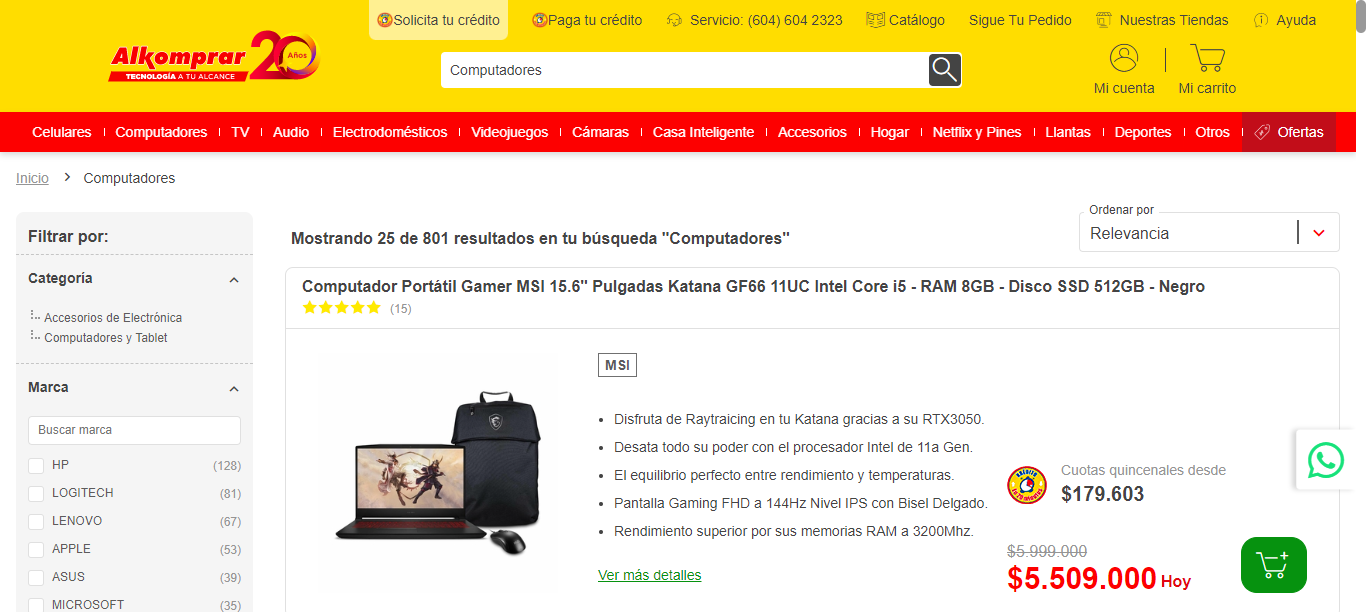 Solicita tu crédito
Paga tu crédito
Servicio: (604) 604 2323
Catálogo
Sigue Tu Pedido
Nuestras Tiendas
Ayuda
Alkomprar 20 Años
TECNOLOGÍA A TU ALCANCE
Computadores
Mi cuenta
Mi carrito
Celulares
Computadores
TV
Audio
Electrodomésticos
Videojuegos
Cámaras
Casa Inteligente
Accesorios
Hogar
Netflix y Pines
Llantas
Deportes
Otros
Ofertas
Inicio > Computadores
Filtrar por:
Categoría
Accesorios de Electrónica
Computadores y Tablet
Marca
Buscar marca
HP (128)
LOGITECH (81)
LENOVO (67)
APPLE (53)
ASUS (39)
MICROSOFT (35)
Mostrando 25 de 801 resultados en tu búsqueda "Computadores"
Ordenar por
Relevancia
Computador Portátil Gamer MSI 15.6" Pulgadas Katana GF66 11UC Intel Core i5 - RAM 8GB - Disco SSD 512GB - Negro
(15)
MSI
• Disfruta de Raytraicing en tu Katana gracias a su RTX3050.
• Desata todo su poder con el procesador Intel de 11a Gen.
• El equilibrio perfecto entre rendimiento y temperaturas.
• Pantalla Gaming FHD a 144Hz Nivel IPS con Bisel Delgado.
• Rendimiento superior por sus memorias RAM a 3200Mhz.
Ver más detalles
Cuotas quincenales desde
$179.603
$5.999.000
$5.509.000 Hoy